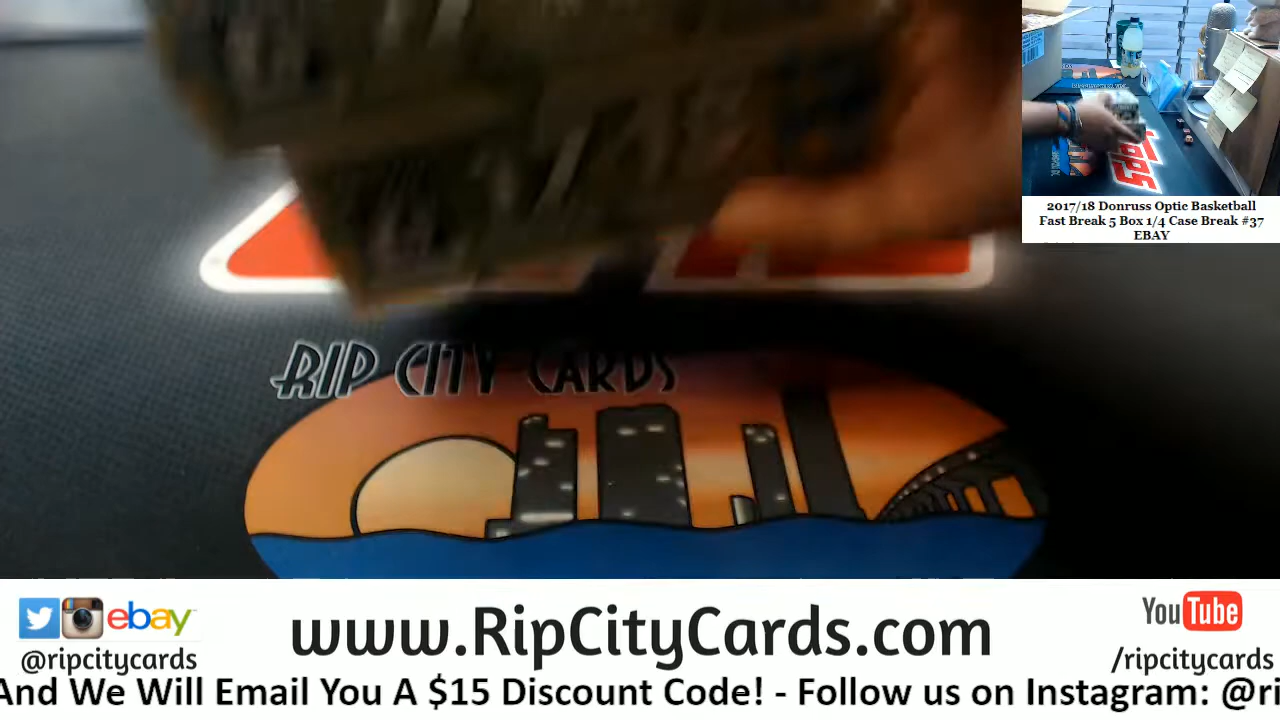 2017/18 Donruss Optic Basketball
Fast Break 5 Box 1/4 Case Break #37
EBAY
RIP CITY CARDS
ebay
@ripcitycards
www.RipCityCards.com
YouTube
/ripcitycards
And We Will Email You A $15 Discount Code! - Follow us on Instagram: @ri